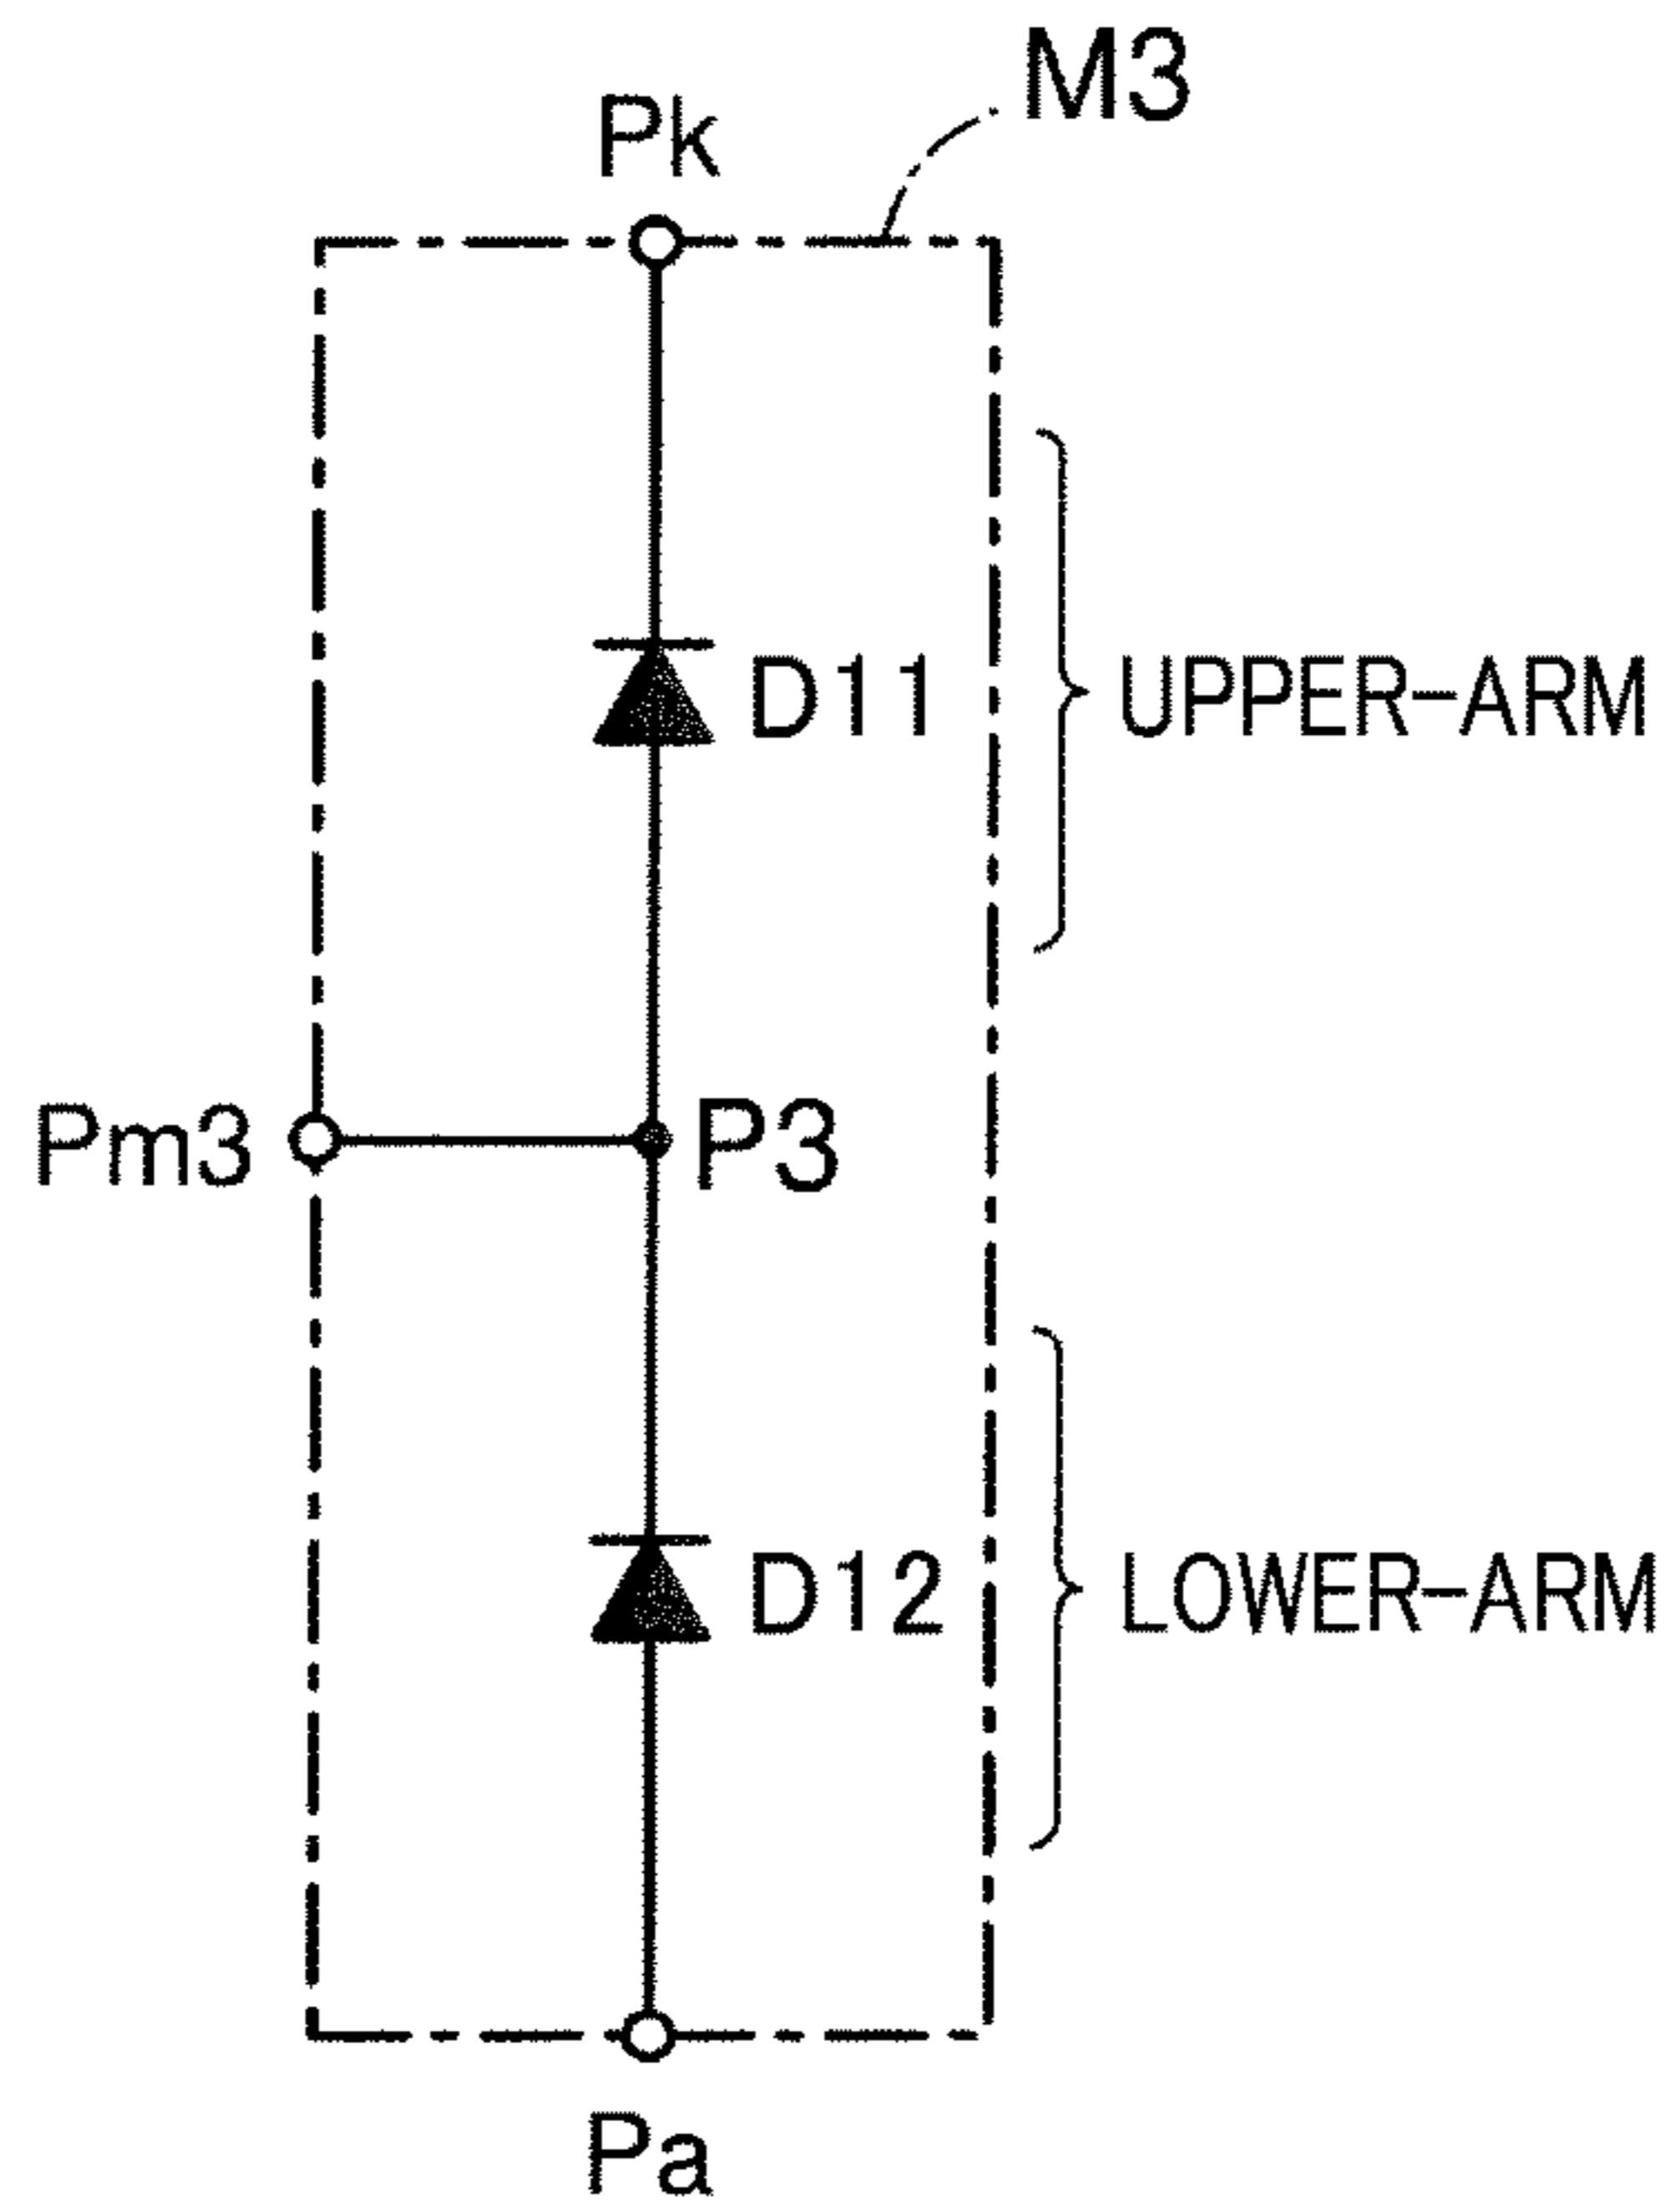 M3
Pk
D11
UPPER-ARM
Pm3
P3
D12
LOWER-ARM
Pa